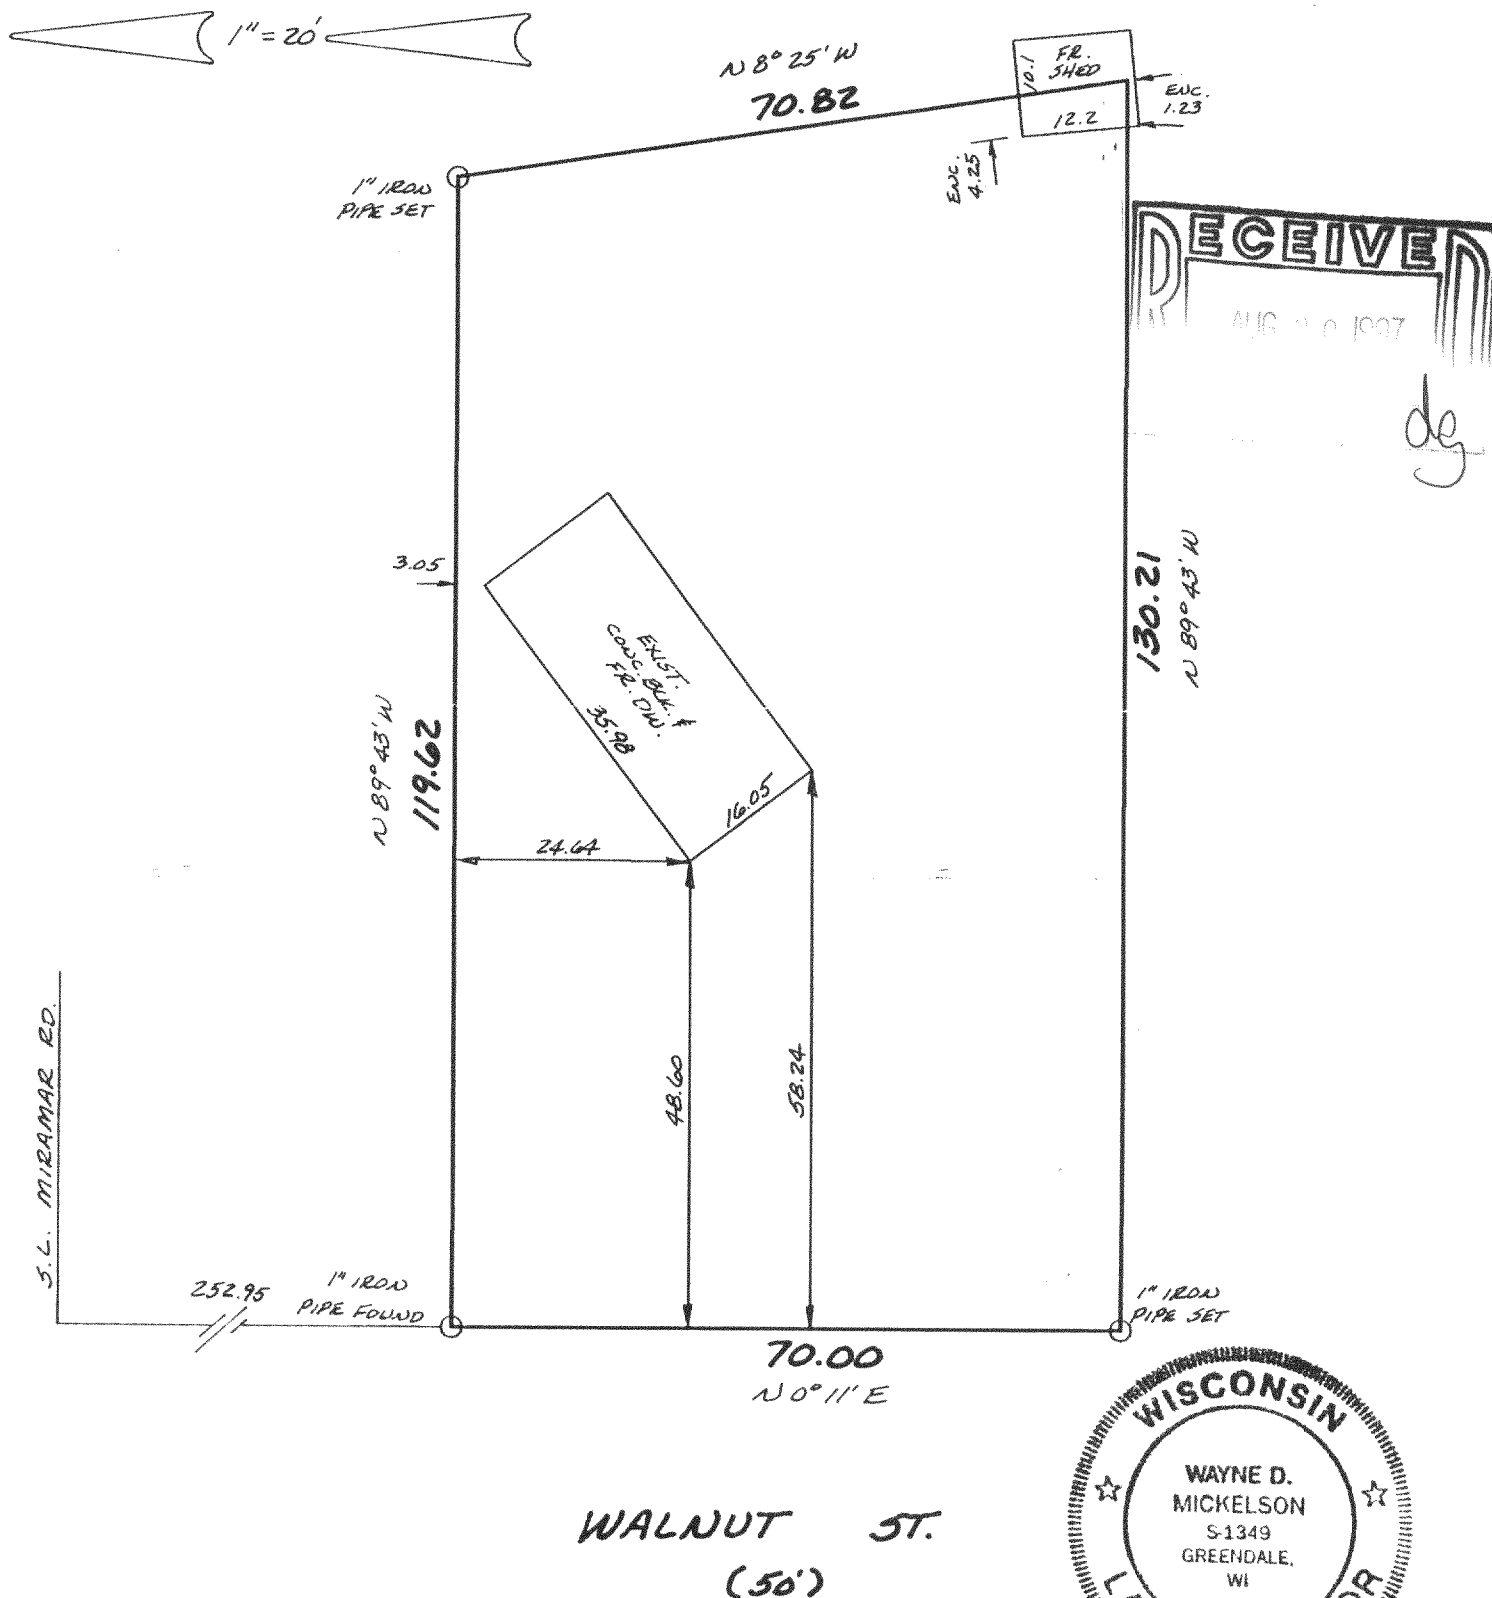 1" = 20'
N 8° 25' W
70.82
FR.
SHED
10.1
12.2
ENC.
1.23
ENC.
4.25
1" IRON
PIPE SET
RECEIVED
AUG 1997
dg
3.05
EXIST.
CONC. BLK. &
FR. DW.
35.98
16.05
130.21
N 89° 43' W
N 89° 43' W
119.62
24.64
48.60
58.24
S.L. MIRAMAR RD.
252.95
1" IRON
PIPE FOUND
1" IRON
PIPE SET
70.00
N 0° 11' E
WALNUT ST.
(50')
WISCONSIN
WAYNE D.
MICKELSON
S-1349
GREENDALE,
WI